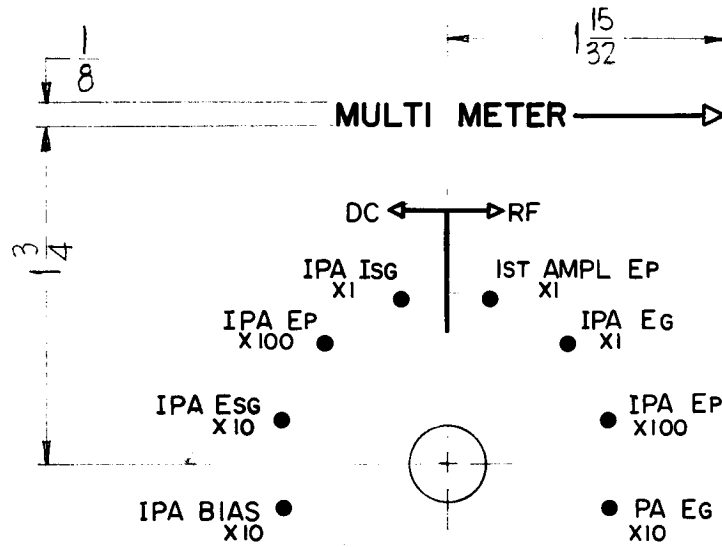 1 15/32
1/8
MULTI METER
1 3/4
DC RF
IPA ISG
X1
1ST AMPL EP
X1
IPA EP
X100
IPA EG
X1
IPA ESG
X10
IPA EP
X100
IPA BIAS
X10
PA EG
X10